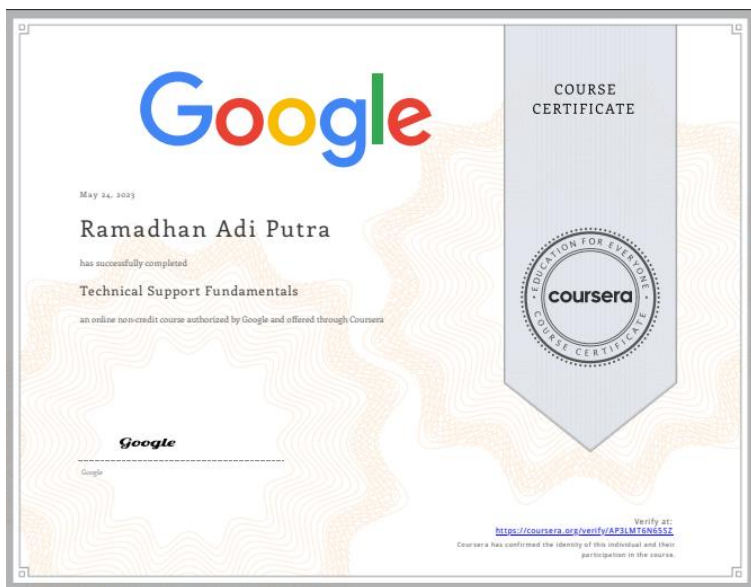 Google
COURSE
CERTIFICATE
May 24, 2023
Ramadhan Adi Putra
has successfully completed
Technical Support Fundamentals
an online non-credit course authorized by Google and offered through Coursera
EDUCATION FOR EVERYONE
coursera
COURSE CERTIFICATE
Google
Google
Verify at:
https://coursera.org/verify/AP3LMT6N65SZ
Coursera has confirmed the identity of this individual and their
participation in the course.